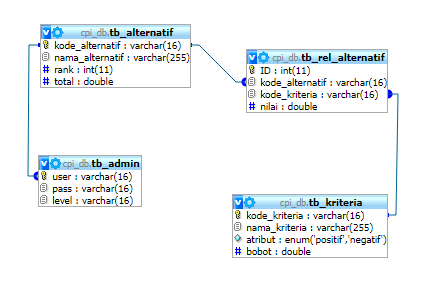 cpi_db.tb_alternatif
kode_alternatif : varchar(16)
nama_alternatif : varchar(255)
rank : int(11)
total : double
cpi_db.tb_rel_alternatif
ID : int(11)
kode_alternatif : varchar(16)
kode_kriteria : varchar(16)
nilai : double
cpi_db.tb_admin
user : varchar(16)
pass : varchar(16)
level : varchar(16)
cpi_db.tb_kriteria
kode_kriteria : varchar(16)
nama_kriteria : varchar(255)
atribut : enum('positif','negatif')
bobot : double